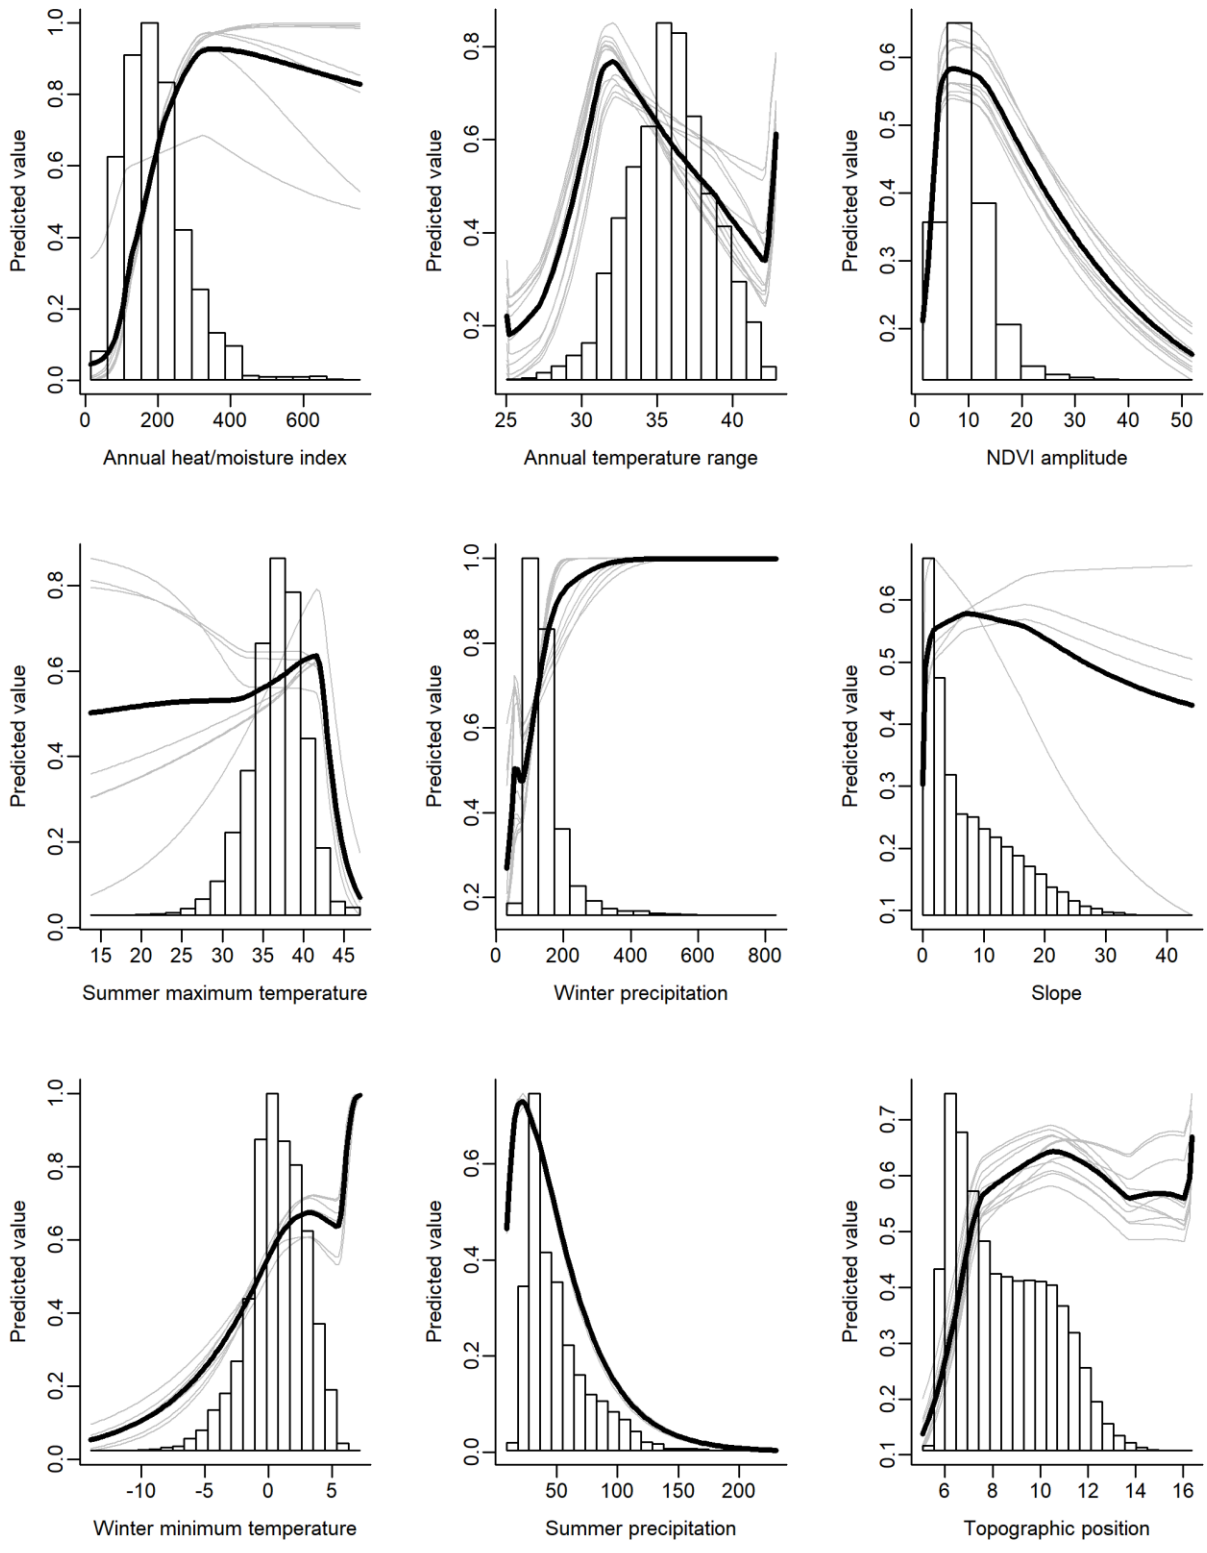 Predicted value
0.0 0.2 0.4 0.6 0.8 1.0
0 200 400 600
Annual heat/moisture index
Predicted value
0.2 0.4 0.6 0.8
25 30 35 40
Annual temperature range
Predicted value
0.2 0.3 0.4 0.5 0.6
0 10 20 30 40 50
NDVI amplitude
Predicted value
0.0 0.2 0.4 0.6 0.8
15 20 25 30 35 40 45
Summer maximum temperature
Predicted value
0.2 0.4 0.6 0.8 1.0
0 200 400 600 800
Winter precipitation
Predicted value
0.1 0.2 0.3 0.4 0.5 0.6
0 10 20 30 40
Slope
Predicted value
0.0 0.2 0.4 0.6 0.8 1.0
-10 -5 0 5
Winter minimum temperature
Predicted value
0.0 0.2 0.4 0.6
50 100 150 200
Summer precipitation
Predicted value
0.1 0.2 0.3 0.4 0.5 0.6 0.7
6 8 10 12 14 16
Topographic position